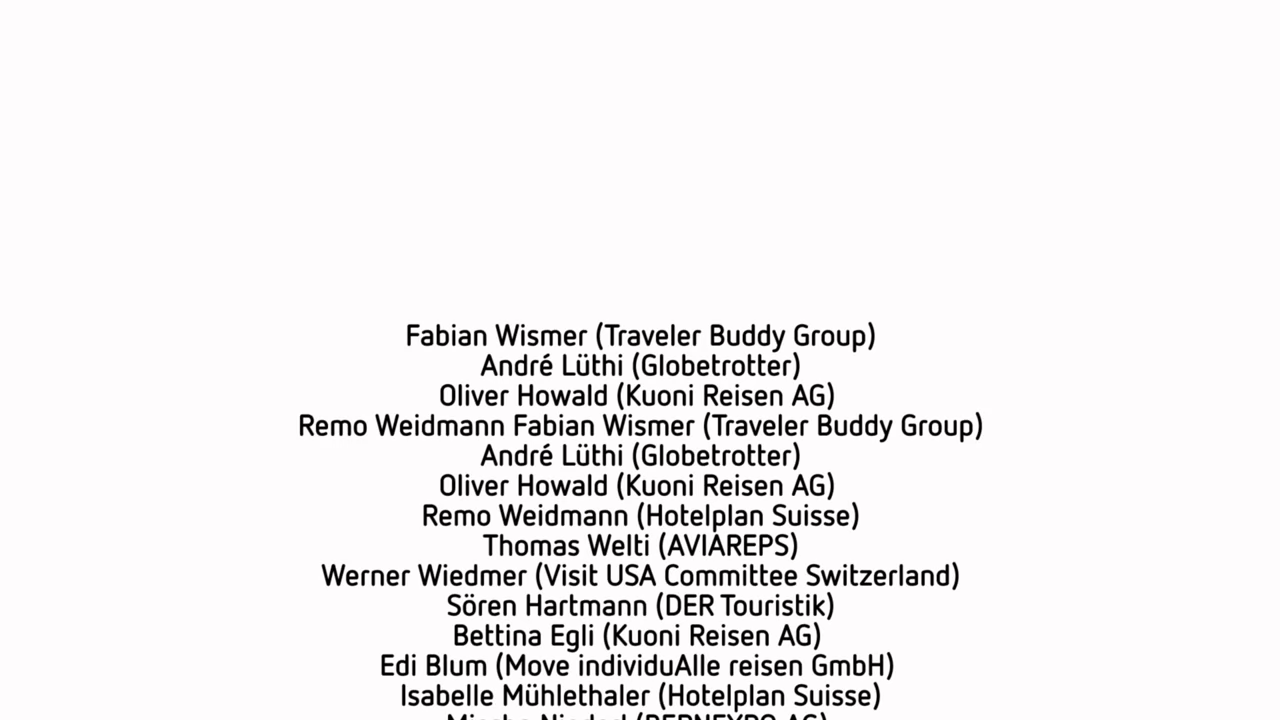 Fabian Wismer (Traveler Buddy Group)
André Lüthi (Globetrotter)
Oliver Howald (Kuoni Reisen AG)
Remo Weidmann Fabian Wismer (Traveler Buddy Group)
André Lüthi (Globetrotter)
Oliver Howald (Kuoni Reisen AG)
Remo Weidmann (Hotelplan Suisse)
Thomas Welti (AVIAREPS)
Werner Wiedmer (Visit USA Committee Switzerland)
Sören Hartmann (DER Touristik)
Bettina Egli (Kuoni Reisen AG)
Edi Blum (Move individuAlle reisen GmbH)
Isabelle Mühlethaler (Hotelplan Suisse)